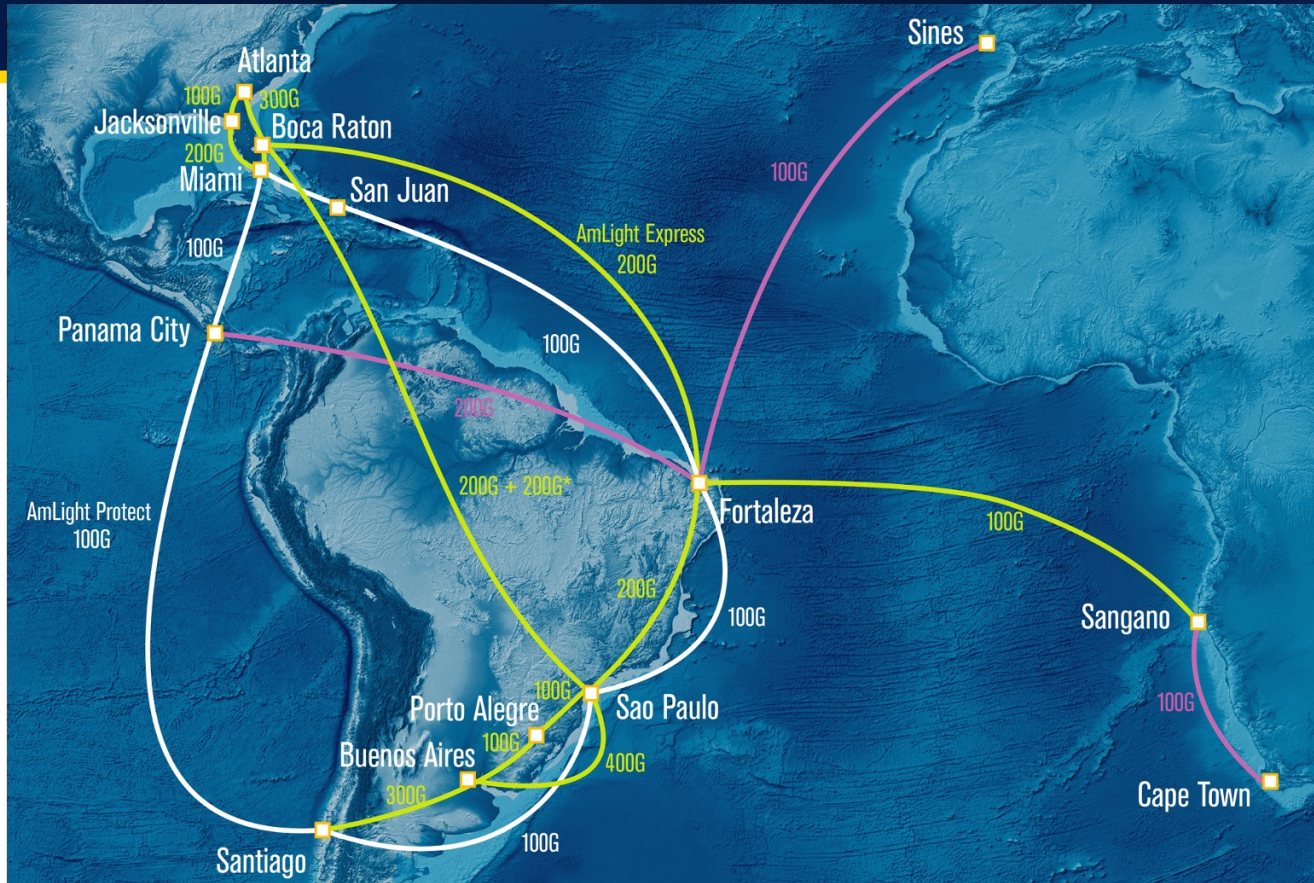 Sines
Atlanta
100G
300G
Jacksonville
Boca Raton
200G
Miami
San Juan
100G
100G
AmLight Express
200G
Panama City
100G
200G
200G + 200G*
AmLight Protect
100G
Fortaleza
100G
200G
100G
Sangano
100G
100G
Sao Paulo
Porto Alegre
100G
Buenos Aires
400G
300G
Cape Town
100G
Santiago